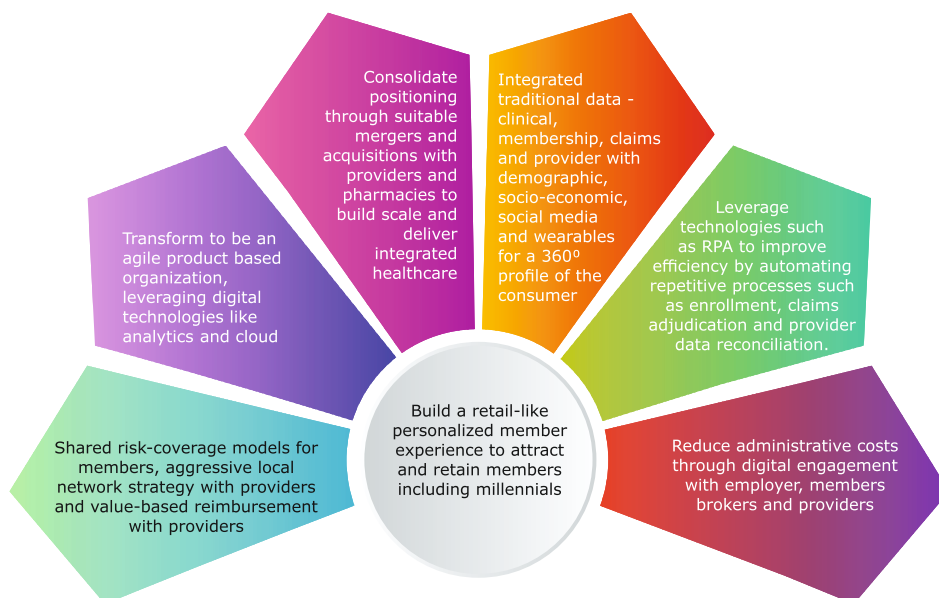 Consolidate
positioning
through suitable
mergers and
acquisitions with
providers and
pharmacies to
build scale and
deliver
integrated
healthcare
Integrated
traditional data -
clinical,
membership, claims
and provider with
demographic,
socio-economic,
social media
and wearables
for a 360º
profile of the
consumer
Transform to be an
agile product based
organization,
leveraging digital
technologies like
analytics and cloud
Leverage
technologies such
as RPA to improve
efficiency by automating
repetitive processes such
as enrollment, claims
adjudication and provider
data reconciliation.
Shared risk-coverage models for
members, aggressive local
network strategy with providers
and value-based reimbursement
with providers
Build a retail-like
personalized member
experience to attract
and retain members
including millennials
Reduce administrative costs
through digital engagement
with employer, members
brokers and providers